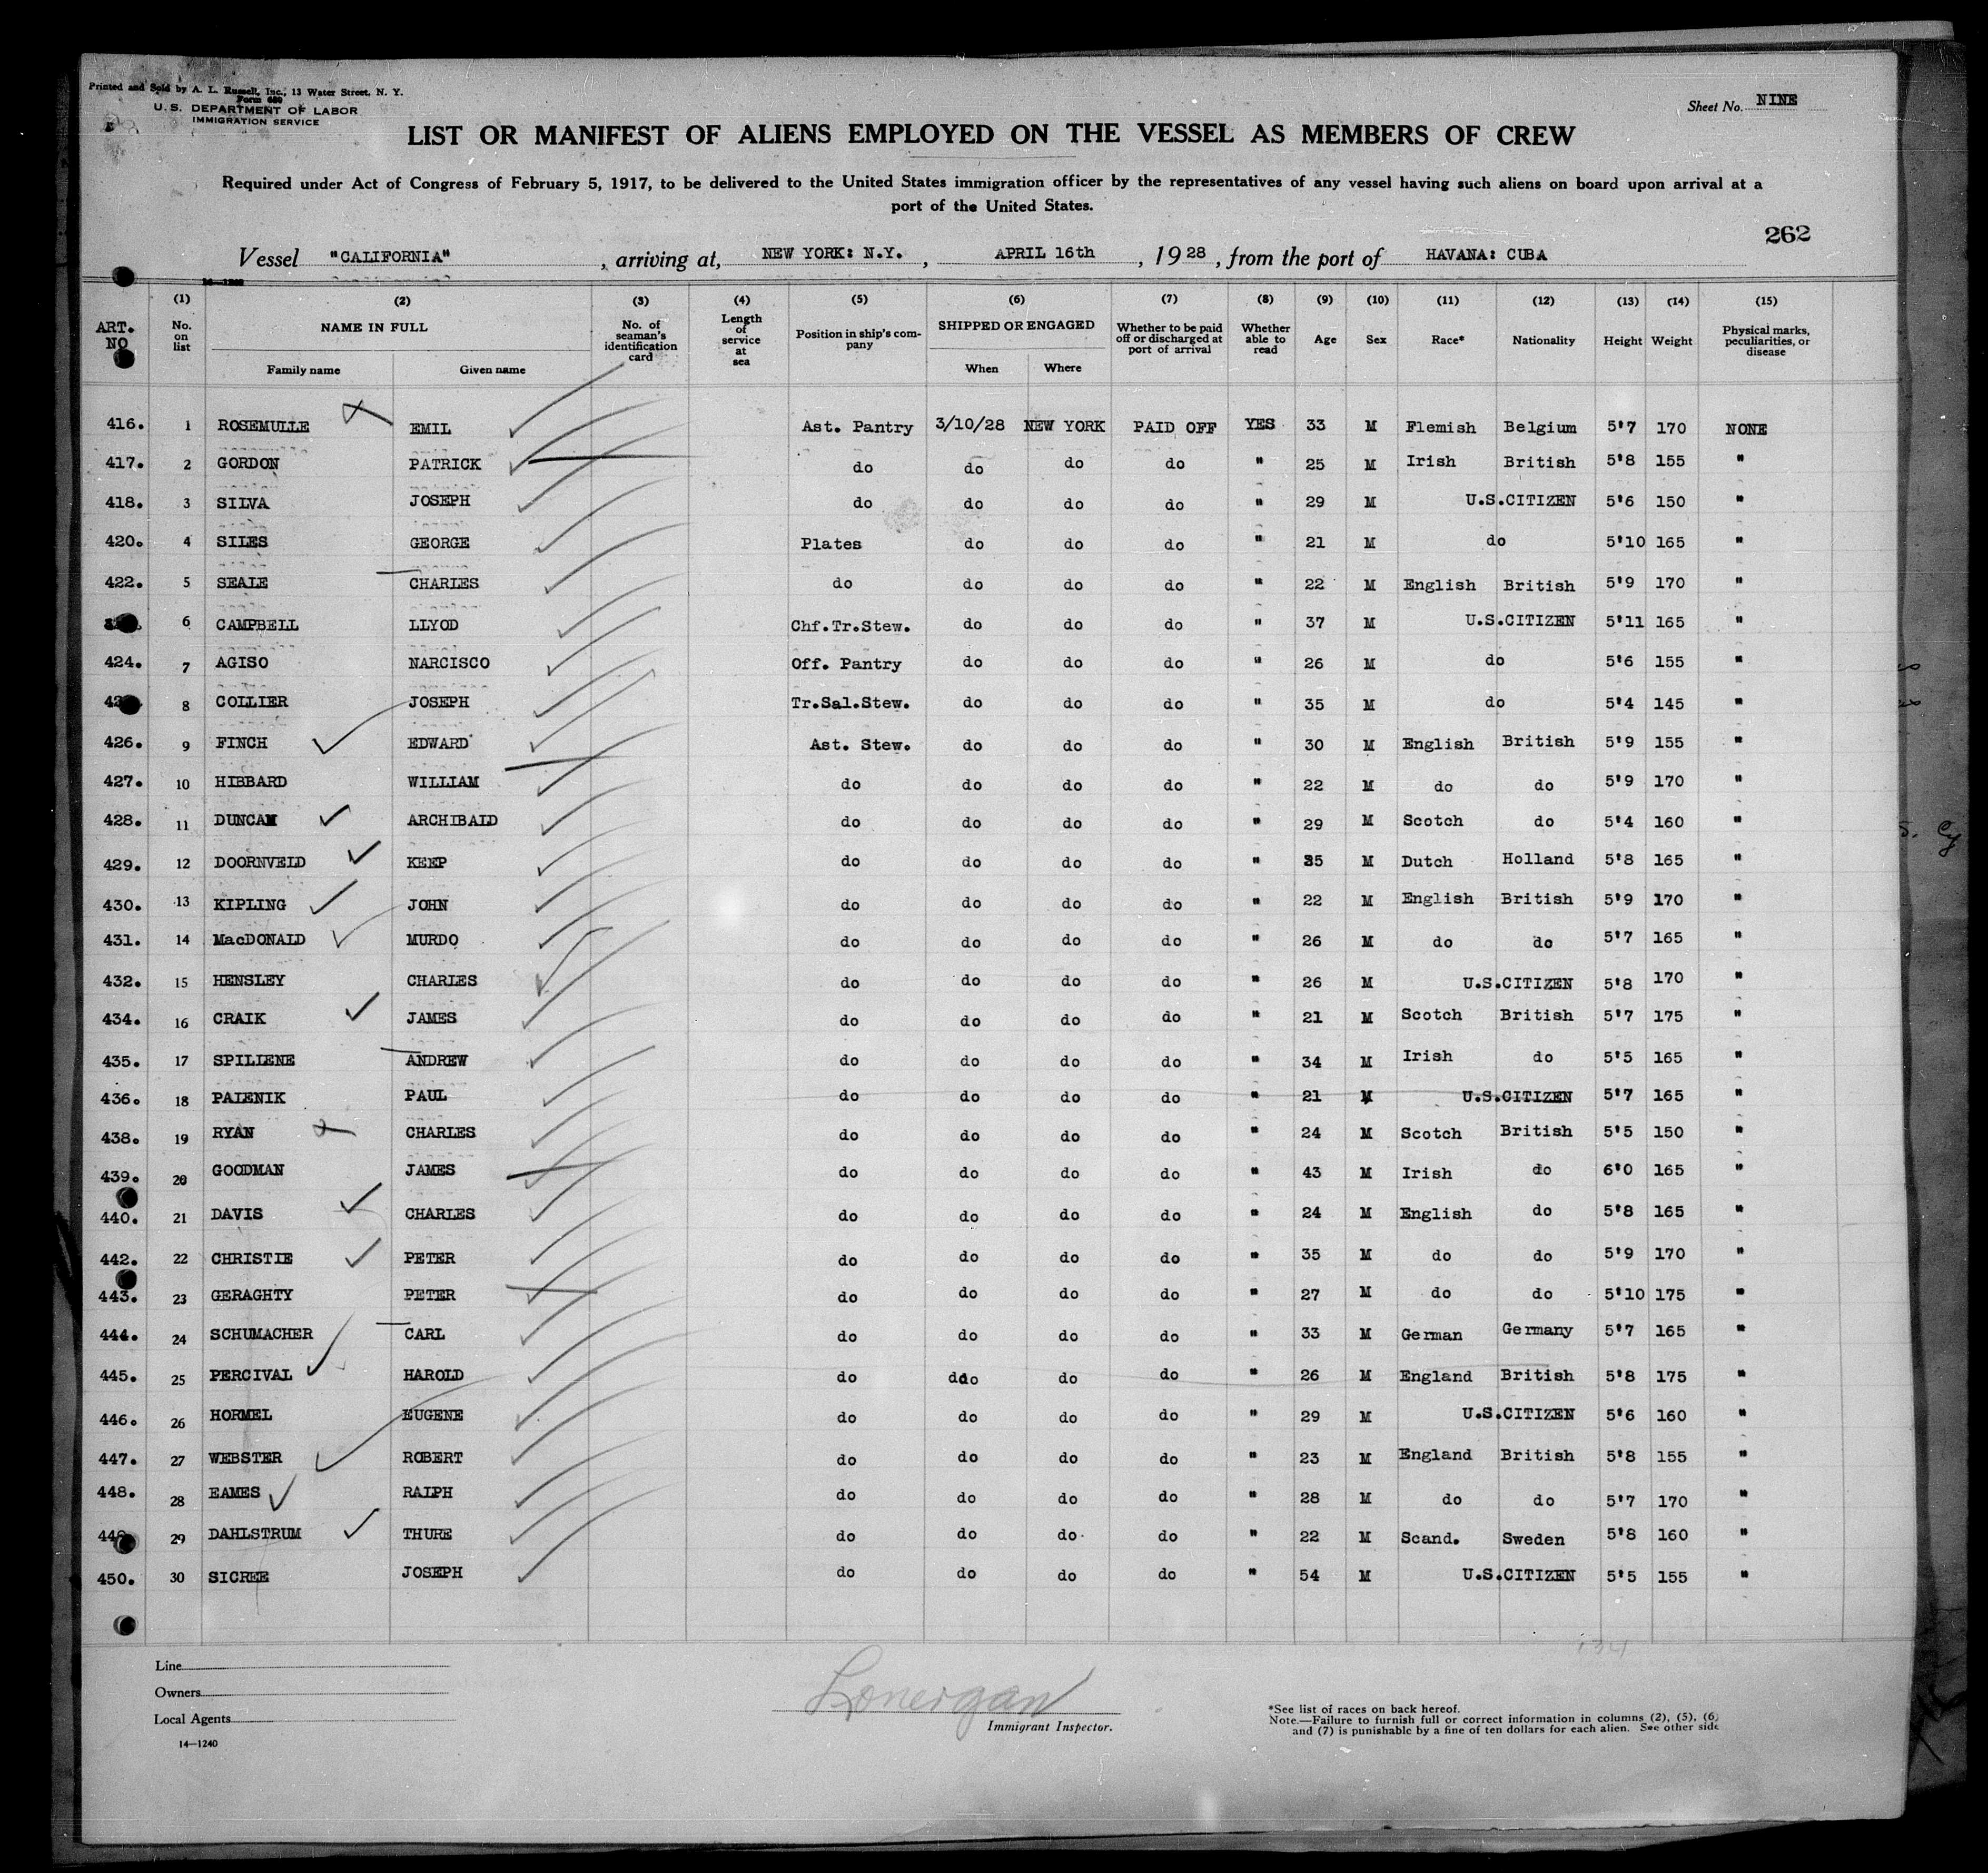 Printed and Sold by A. L. Russell, Inc., 13 Water Street, N. Y.
Form 680
U. S. DEPARTMENT OF LABOR
IMMIGRATION SERVICE
Sheet No. NINE
LIST OR MANIFEST OF ALIENS EMPLOYED ON THE VESSEL AS MEMBERS OF CREW
Required under Act of Congress of February 5, 1917, to be delivered to the United States immigration officer by the representatives of any vessel having such aliens on board upon arrival at a
port of the United States.
262
Vessel "CALIFORNIA", arriving at, NEW YORK: N.Y., APRIL 16th, 1928, from the port of HAVANA: CUBA
(1) (2) (3) (4) (5) (6) (7) (8) (9) (10) (11) (12) (13) (14) (15)
ART. NO No. on list NAME IN FULL Family name Given name No. of seaman's identification card Length of service at sea Position in ship's company SHIPPED OR ENGAGED When Where Whether to be paid off or discharged at port of arrival Whether able to read Age Sex Race* Nationality Height Weight Physical marks, peculiarities, or disease
416. 1 ROSEMULLE EMIL Ast. Pantry 3/10/28 NEW YORK PAID OFF YES 33 M Flemish Belgium 5'7 170 NONE
417. 2 GORDON PATRICK do do do do " 25 M Irish British 5'8 155 "
418. 3 SILVA JOSEPH do do do do " 29 M U.S.CITIZEN 5'6 150 "
420. 4 SILES GEORGE Plates do do do " 21 M do 5'10 165 "
422. 5 SEALE CHARLES do do do do " 22 M English British 5'9 170 "
6 CAMPBELL LLYOD Chf.Tr.Stew. do do do " 37 M U.S.CITIZEN 5'11 165 "
424. 7 AGISO NARCISCO Off. Pantry do do do " 26 M do 5'6 155 "
8 COLLIER JOSEPH Tr.Sal.Stew. do do do " 35 M do 5'4 145 "
426. 9 FINCH EDWARD Ast. Stew. do do do " 30 M English British 5'9 155 "
427. 10 HIBBARD WILLIAM do do do do " 22 M do do 5'9 170 "
428. 11 DUNCAN ARCHIBALD do do do do " 29 M Scotch do 5'4 160 "
429. 12 DOORNVELD KEEP do do do do " 35 M Dutch Holland 5'8 165 "
430. 13 KIPLING JOHN do do do do " 22 M English British 5'9 170 "
431. 14 MacDONALD MURDO do do do do " 26 M do do 5'7 165 "
432. 15 HENSLEY CHARLES do do do do " 26 M U.S.CITIZEN 5'8 170 "
434. 16 CRAIK JAMES do do do do " 21 M Scotch British 5'7 175 "
435. 17 SPILLENE ANDREW do do do do " 34 M Irish do 5'5 165 "
436. 18 PALENIK PAUL do do do do " 21 M U.S.CITIZEN 5'7 165 "
438. 19 RYAN CHARLES do do do do " 24 M Scotch British 5'5 150 "
439. 20 GOODMAN JAMES do do do do " 43 M Irish do 6'0 165 "
440. 21 DAVIS CHARLES do do do do " 24 M English do 5'8 165 "
442. 22 CHRISTIE PETER do do do do " 35 M do do 5'9 170 "
443. 23 GERAGHTY PETER do do do do " 27 M do do 5'10 175 "
444. 24 SCHUMACHER CARL do do do do " 33 M German Germany 5'7 165 "
445. 25 PERCIVAL HAROLD do do do do " 26 M England British 5'8 175 "
446. 26 HORMEL EUGENE do do do do " 29 M U.S.CITIZEN 5'6 160 "
447. 27 WEBSTER ROBERT do do do do " 23 M England British 5'8 155 "
448. 28 EAMES RALPH do do do do " 28 M do do 5'7 170 "
449. 29 DAHLSTRUM THURE do do do do " 22 M Scand. Sweden 5'8 160 "
450. 30 SICREE JOSEPH do do do do " 54 M U.S.CITIZEN 5'5 155 "
Line
Owners
Local Agents
14—1240
Lonergan
Immigrant Inspector.
*See list of races on back hereof.
Note.—Failure to furnish full or correct information in columns (2), (5), (6)
and (7) is punishable by a fine of ten dollars for each alien. See other side